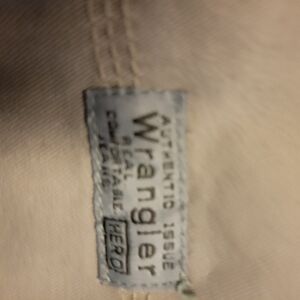 AUTHENTIC ISSUE
Wrangler
REAL
COMFORTABLE
JEANS
HERO